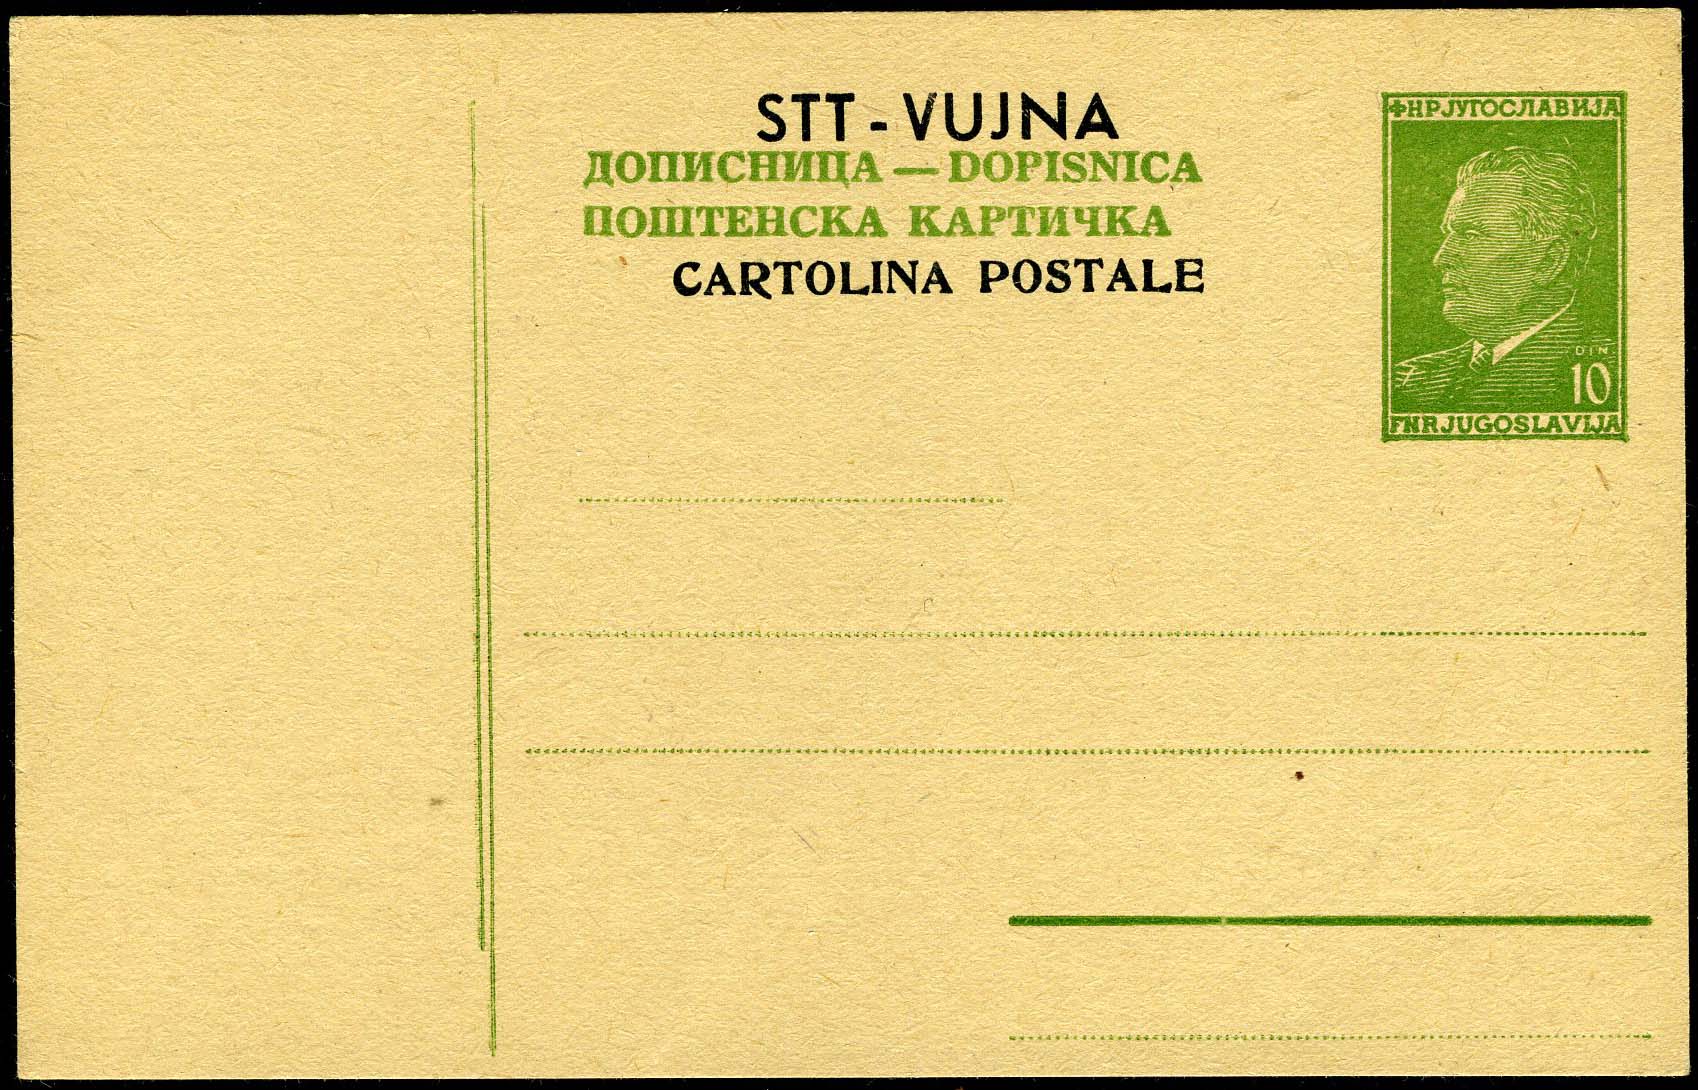 STT-VUJNA
ДОПИСНИЦА — DOPISNICA
ПОШТЕНСКА КАРТИЧКА
CARTOLINA POSTALE
ФНРЈУГОСЛАВИЈА
DIN.
10
FNRJUGOSLAVIJA